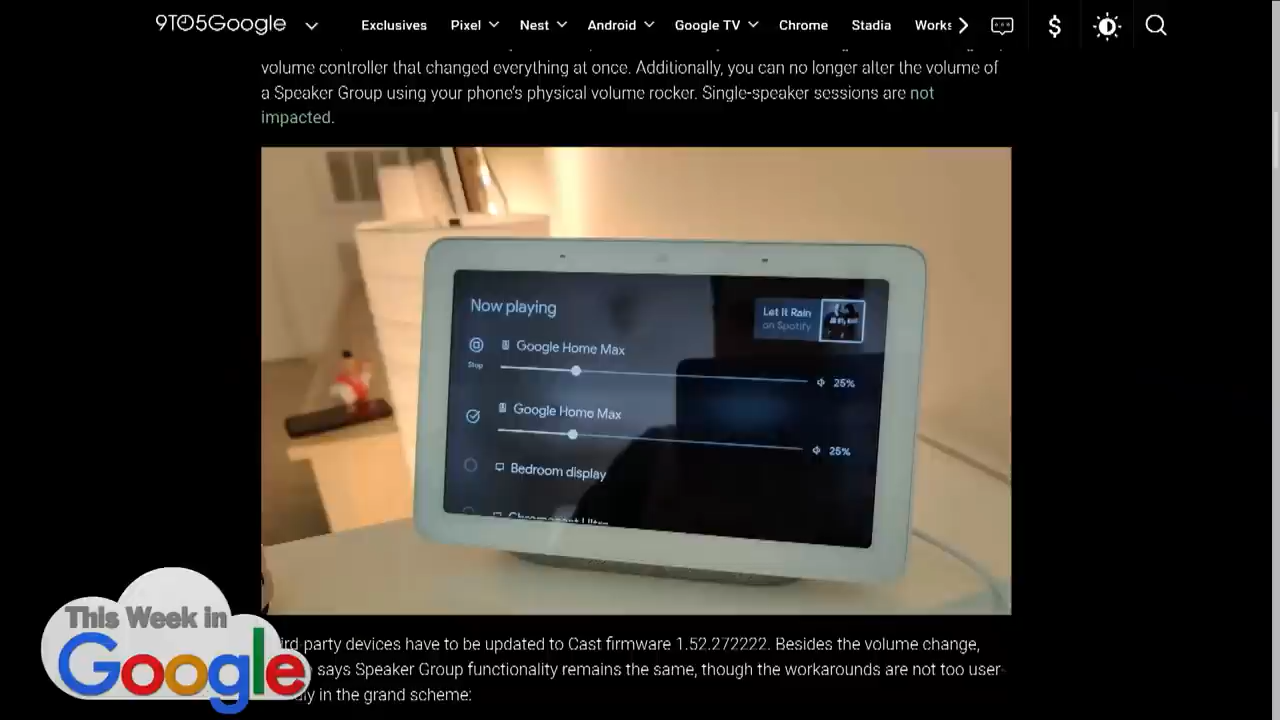 9TO5Google
Exclusives
Pixel
Nest
Android
Google TV
Chrome
Stadia
Works
$
volume controller that changed everything at once. Additionally, you can no longer alter the volume of
a Speaker Group using your phone's physical volume rocker. Single-speaker sessions are not
impacted.
Now playing
Let It Rain
on Spotify
Stop
Google Home Max
25%
Google Home Max
25%
Bedroom display
Chromecast Ultra
party devices have to be updated to Cast firmware 1.52.272222. Besides the volume change,
says Speaker Group functionality remains the same, though the workarounds are not too user-
in the grand scheme:
This Week in
Google